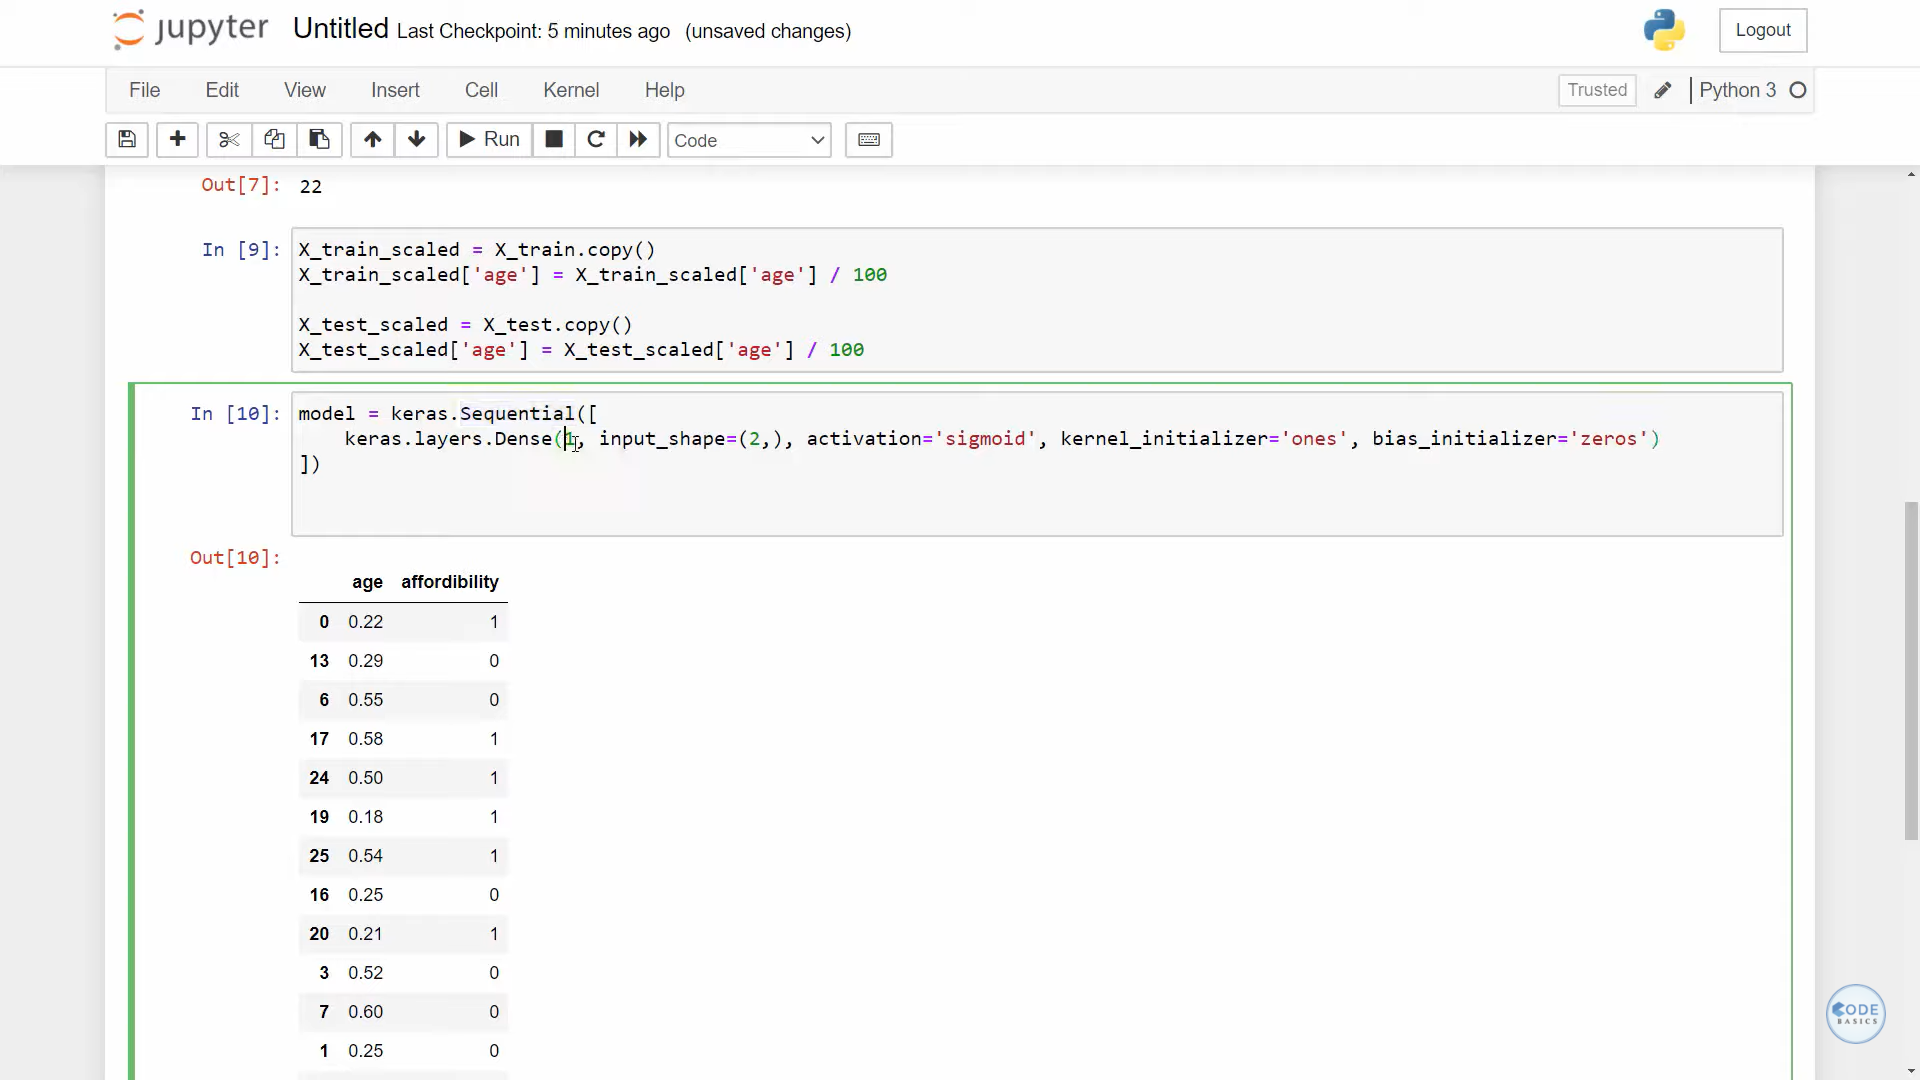 jupyter Untitled Last Checkpoint: 5 minutes ago (unsaved changes) Logout
File Edit View Insert Cell Kernel Help Trusted Python 3
Run Code
Out[7]: 22
In [9]: X_train_scaled = X_train.copy()
X_train_scaled['age'] = X_train_scaled['age'] / 100
X_test_scaled = X_test.copy()
X_test_scaled['age'] = X_test_scaled['age'] / 100
In [10]: model = keras.Sequential([
keras.layers.Dense(1, input_shape=(2,), activation='sigmoid', kernel_initializer='ones', bias_initializer='zeros')
])
Out[10]:
age affordibility
0 0.22 1
13 0.29 0
6 0.55 0
17 0.58 1
24 0.50 1
19 0.18 1
25 0.54 1
16 0.25 0
20 0.21 1
3 0.52 0
7 0.60 0
1 0.25 0
CODE
BASICS